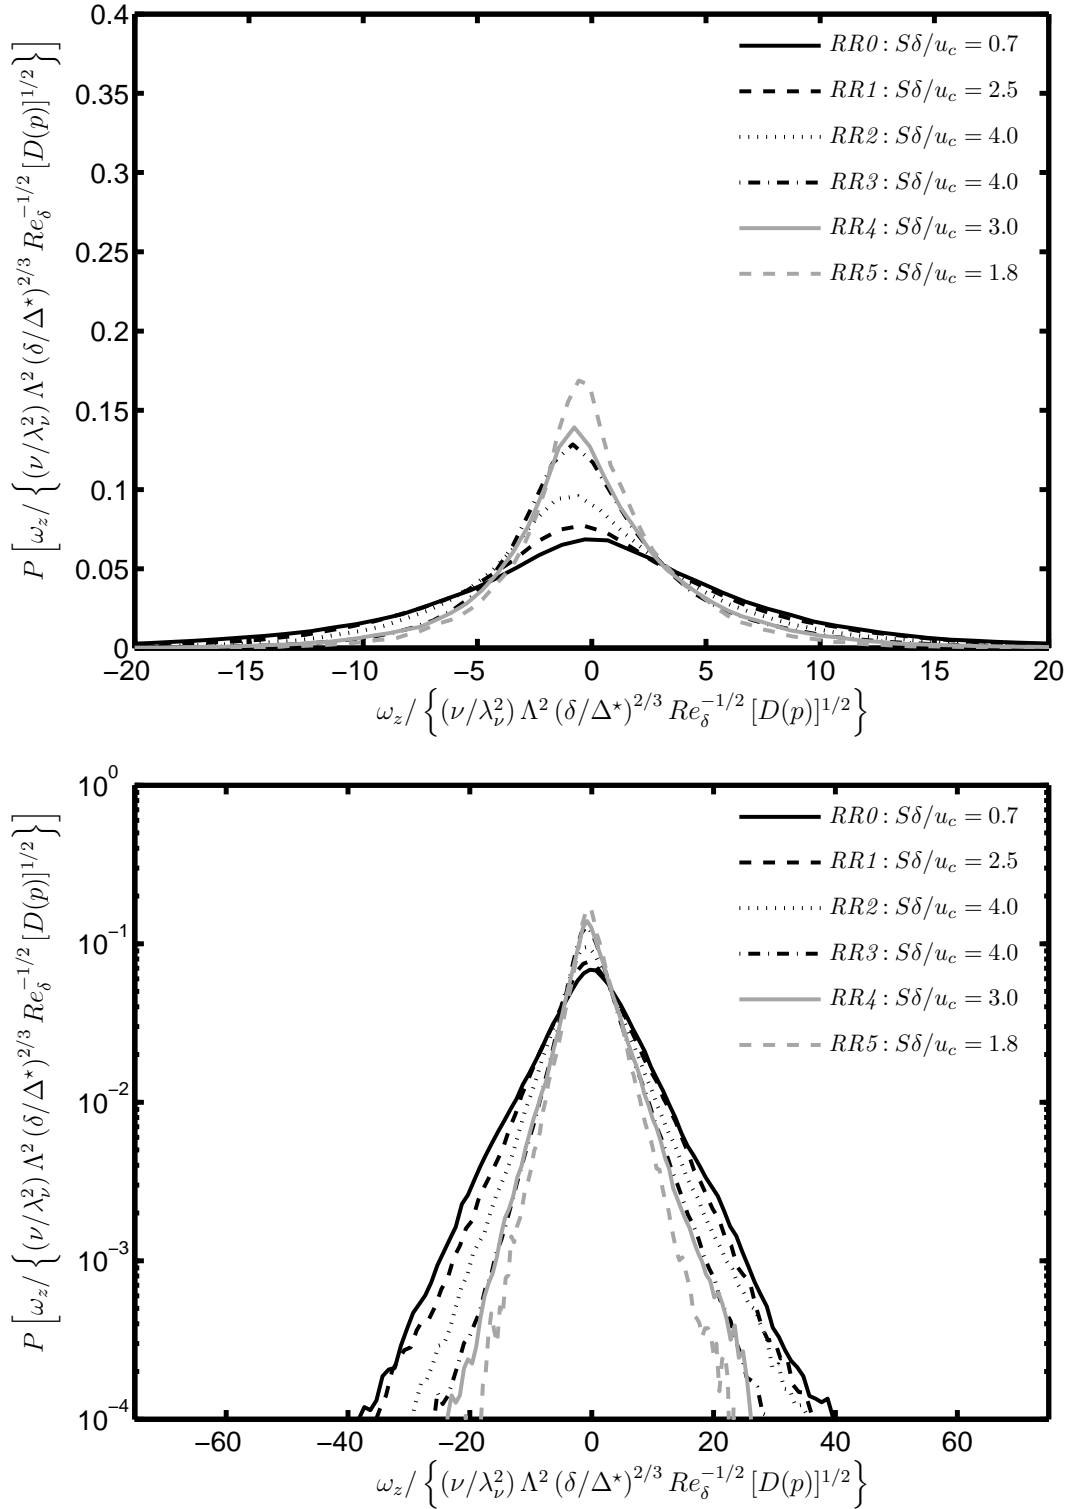 0.4
0.35
0.3
0.25
0.2
0.15
0.1
0.05
0
P [ω_z/ {(ν/λ_ν^2) Λ^2 (δ/Δ^⋆)^{2/3} Re_δ^{−1/2} [D(p)]^{1/2}}]
RR0: Sδ/u_c = 0.7
RR1: Sδ/u_c = 2.5
RR2: Sδ/u_c = 4.0
RR3: Sδ/u_c = 4.0
RR4: Sδ/u_c = 3.0
RR5: Sδ/u_c = 1.8
−20 −15 −10 −5 0 5 10 15 20
ω_z/ {(ν/λ_ν^2) Λ^2 (δ/Δ^⋆)^{2/3} Re_δ^{−1/2} [D(p)]^{1/2}}
10^0
10^{−1}
10^{−2}
10^{−3}
10^{−4}
P [ω_z/ {(ν/λ_ν^2) Λ^2 (δ/Δ^⋆)^{2/3} Re_δ^{−1/2} [D(p)]^{1/2}}]
RR0: Sδ/u_c = 0.7
RR1: Sδ/u_c = 2.5
RR2: Sδ/u_c = 4.0
RR3: Sδ/u_c = 4.0
RR4: Sδ/u_c = 3.0
RR5: Sδ/u_c = 1.8
−60 −40 −20 0 20 40 60
ω_z/ {(ν/λ_ν^2) Λ^2 (δ/Δ^⋆)^{2/3} Re_δ^{−1/2} [D(p)]^{1/2}}